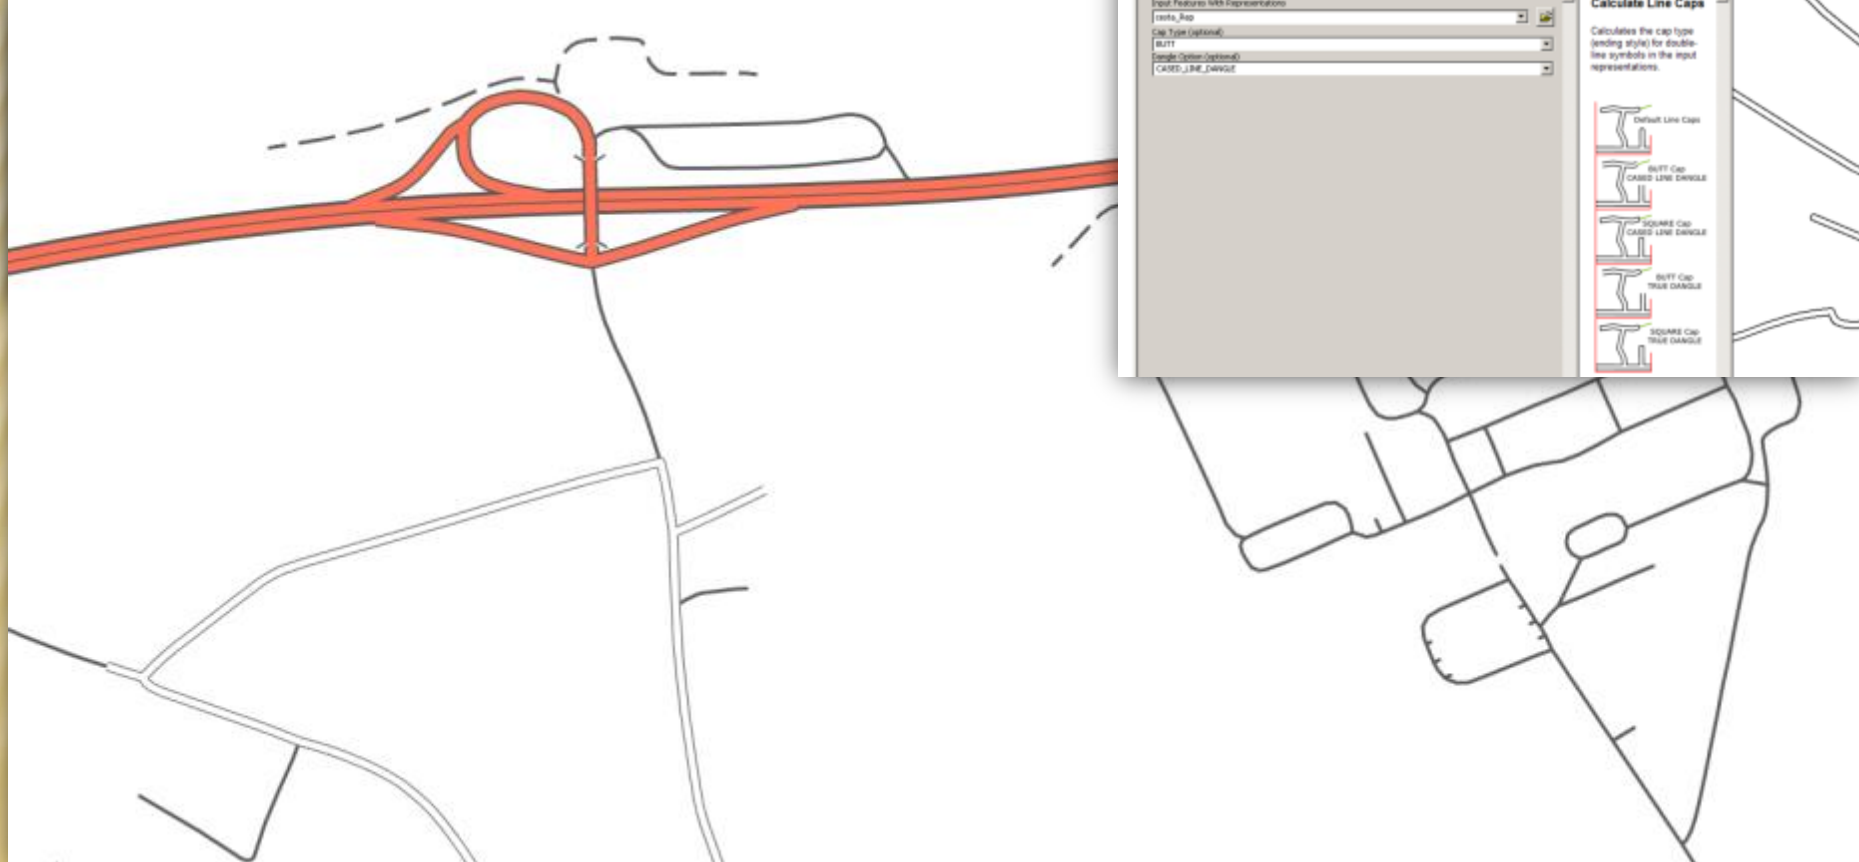 Input Features With Representations
cesta_Rep
Cap Type (optional)
BUTT
Dangle Option (optional)
CASED_LINE_DANGLE
Calculate Line Caps
Calculates the cap type
(ending style) for double-
line symbols in the input
representations.
Default Line Caps
BUTT Cap
CASED LINE DANGLE
SQUARE Cap
CASED LINE DANGLE
BUTT Cap
TRUE DANGLE
SQUARE Cap
TRUE DANGLE